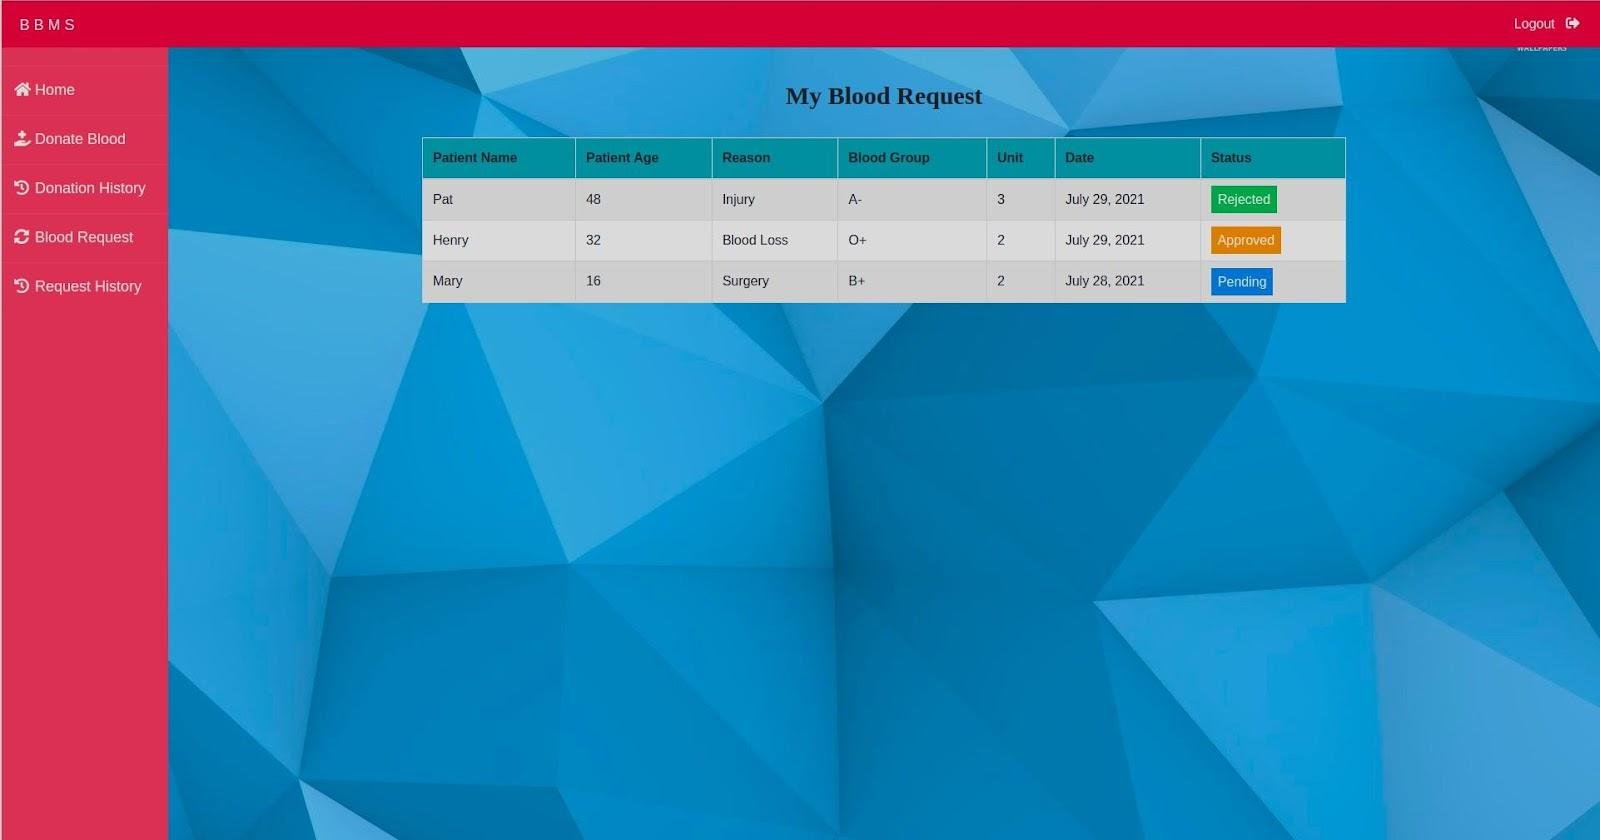 B B M S
Logout
WALLPAPERS
Home
Donate Blood
Donation History
Blood Request
Request History
My Blood Request
Patient Name Patient Age Reason Blood Group Unit Date Status
Pat 48 Injury A- 3 July 29, 2021 Rejected
Henry 32 Blood Loss O+ 2 July 29, 2021 Approved
Mary 16 Surgery B+ 2 July 28, 2021 Pending